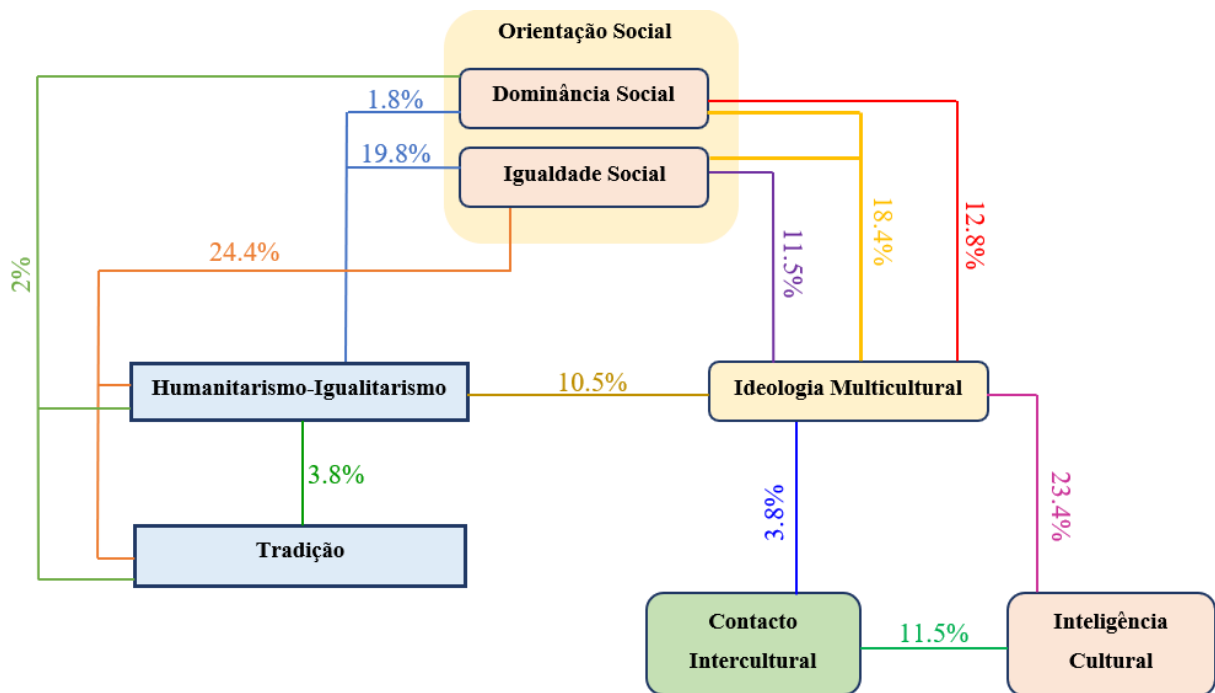 Orientação Social
Dominância Social
1.8%
19.8%
Igualdade Social
24.4%
2%
11.5%
18.4%
12.8%
Humanitarismo-Igualitarismo
10.5%
Ideologia Multicultural
3.8%
3.8%
23.4%
Tradição
Contacto
Intercultural
11.5%
Inteligência
Cultural